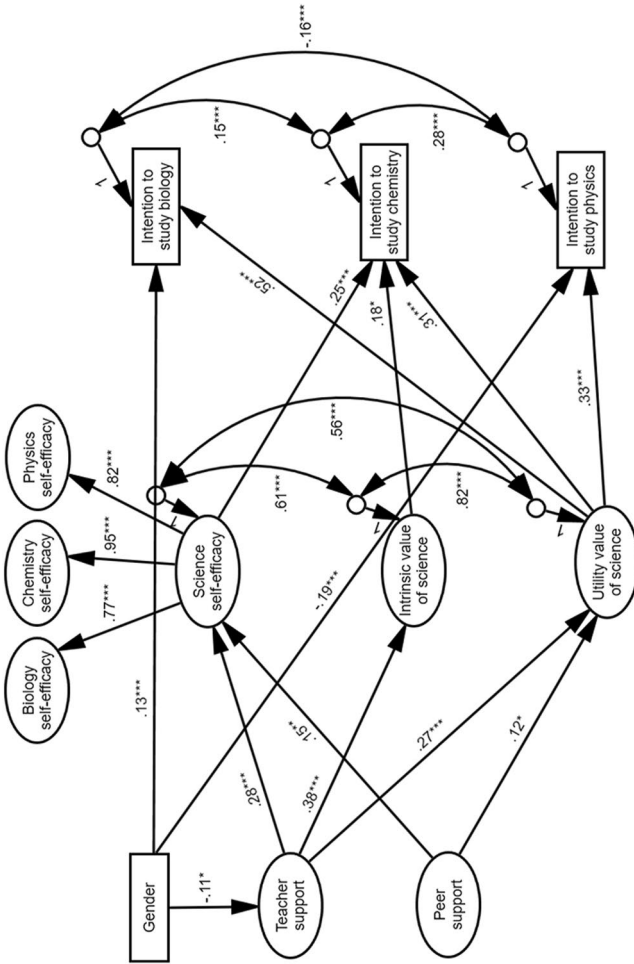 Biology
self-efficacy
Chemistry
self-efficacy
Physics
self-efficacy
.77***
.95***
.82***
Gender
.13***
-.11*
-.19***
Teacher
support
.28***
.38***
.27***
Peer
support
.15**
.12*
Science
self-efficacy
1
.61***
.56***
Intrinsic value
of science
1
.82***
Utility value
of science
1
.25***
.18*
.52***
.31***
.33***
Intention to
study biology
1
.15***
-.16***
Intention to
study chemistry
1
.28***
Intention to
study physics
1